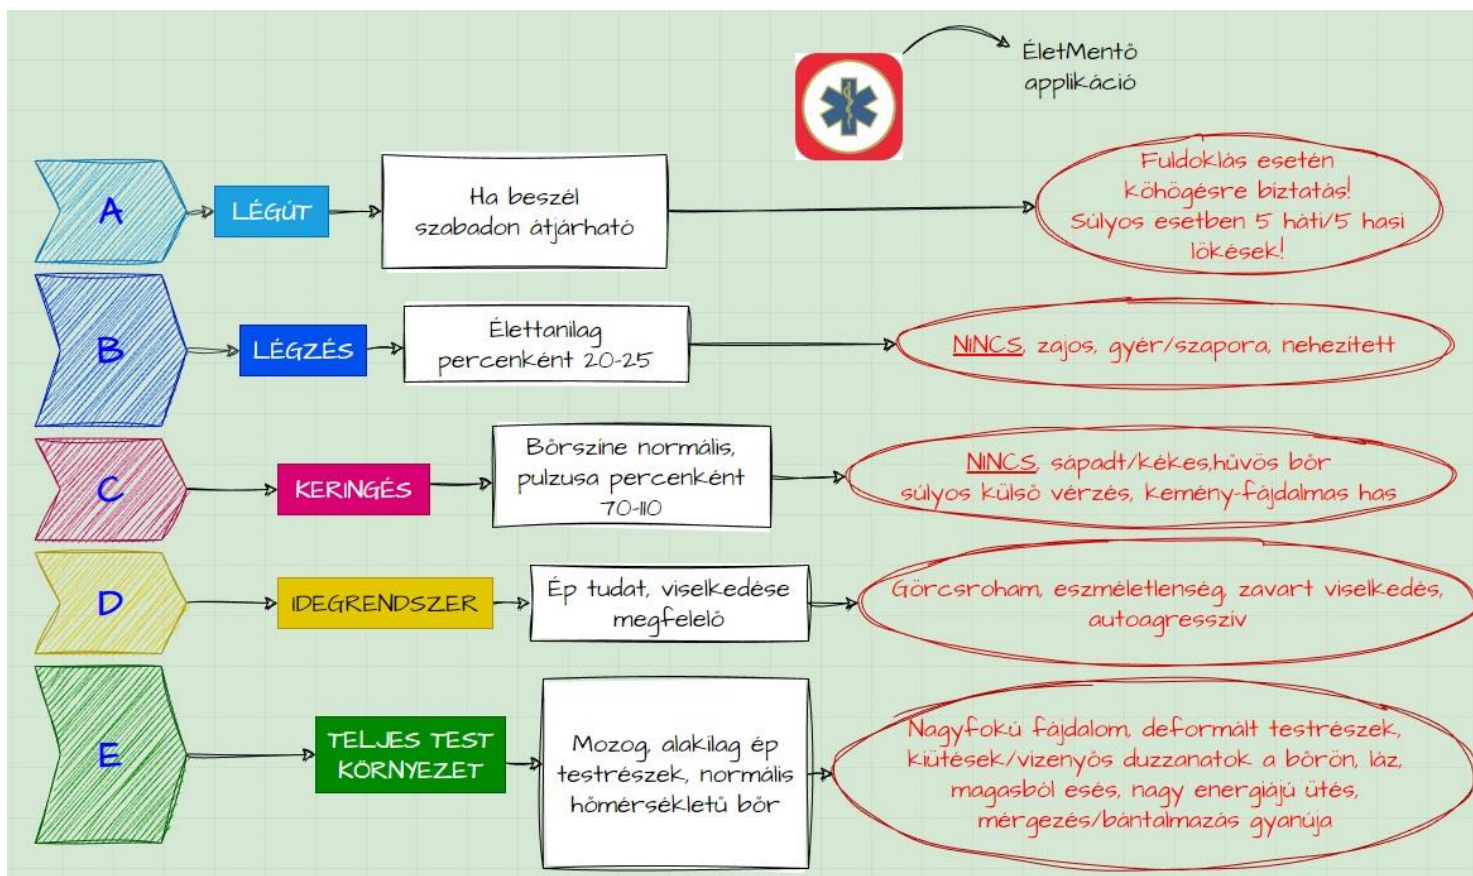 ÉletMentő
applikáció
A
LÉGÚT
Ha beszél
szabadon átjárható
Fuldoklás esetén
köhögésre biztatás!
Súlyos esetben 5 háti/5 hasi
lökések!
B
LÉGZÉS
Élettanilag
percenként 20-25
NINCS, zajos, gyér/szapora, nehezített
C
KERINGÉS
Bőrszíne normális,
pulzusa percenként
70-110
NINCS, sápadt/kékes,hűvös bőr
súlyos külső vérzés, kemény-fájdalmas has
D
IDEGRENDSZER
Ép tudat, viselkedése
megfelelő
Görcsroham, eszméletlenség, zavart viselkedés,
autoagresszív
E
TELJES TEST
KÖRNYEZET
Mozog, alakilag ép
testrészek, normális
hőmérsékletű bőr
Nagyfokú fájdalom, deformált testrészek,
kiütések/vizenyős duzzanatok a bőrön, láz,
magasból esés, nagy energiájú ütés,
mérgezés/bántalmazás gyanúja